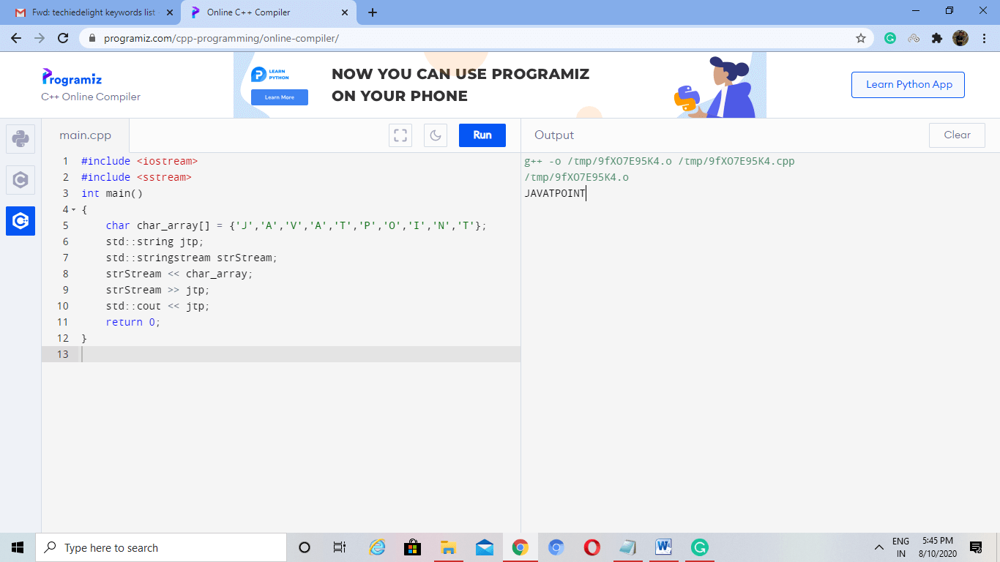 Fwd: techiedelight keywords list
Online C++ Compiler
programiz.com/cpp-programming/online-compiler/
Programiz
C++ Online Compiler
LEARN
PYTHON
Learn More
NOW YOU CAN USE PROGRAMIZ
ON YOUR PHONE
Learn Python App
main.cpp
Run
Output
Clear
1 #include <iostream>
2 #include <sstream>
3 int main()
4 {
5 char char_array[] = {'J','A','V','A','T','P','O','I','N','T'};
6 std::string jtp;
7 std::stringstream strStream;
8 strStream << char_array;
9 strStream >> jtp;
10 std::cout << jtp;
11 return 0;
12 }
13
g++ -o /tmp/9fXO7E95K4.o /tmp/9fXO7E95K4.cpp
/tmp/9fXO7E95K4.o
JAVATPOINT
Type here to search
ENG
IN
5:45 PM
8/10/2020